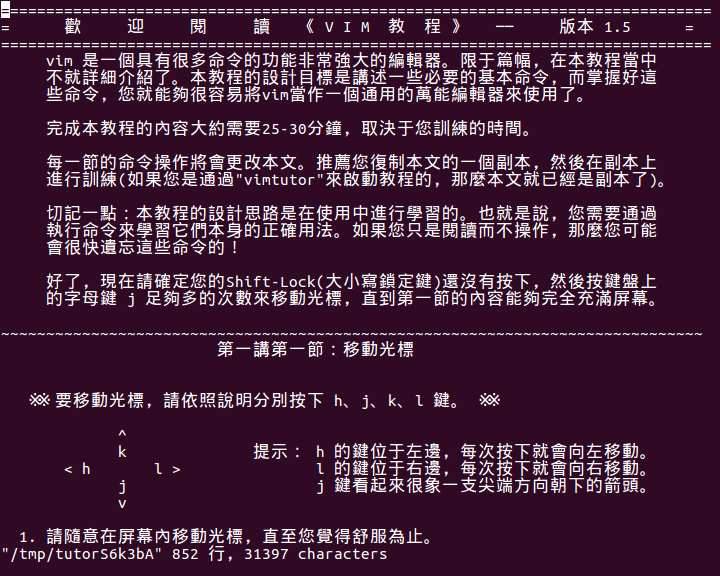 ===============================================================================
=      歡     迎     閱     讀   《 V I M  教  程 》   ──     版本 1.5      =
===============================================================================
     vim 是一個具有很多命令的功能非常強大的編輯器。限于篇幅，在本教程當中
     不就詳細介紹了。本教程的設計目標是講述一些必要的基本命令，而掌握好這
     些命令，您就能夠很容易將vim當作一個通用的萬能編輯器來使用了。
     完成本教程的內容大約需要25-30分鐘，取決于您訓練的時間。
     每一節的命令操作將會更改本文。推薦您復制本文的一個副本，然後在副本上
     進行訓練(如果您是通過"vimtutor"來啟動教程的，那麼本文就已經是副本了)。
     切記一點：本教程的設計思路是在使用中進行學習的。也就是說，您需要通過
     執行命令來學習它們本身的正確用法。如果您只是閱讀而不操作，那麼您可能
     會很快遺忘這些命令的！
     好了，現在請確定您的Shift-Lock(大小寫鎖定鍵)還沒有按下，然後按鍵盤上
     的字母鍵 j 足夠多的次數來移動光標，直到第一節的內容能夠完全充滿屏幕。
~~~~~~~~~~~~~~~~~~~~~~~~~~~~~~~~~~~~~~~~~~~~~~~~~~~~~~~~~~~~~~~~~~~~~~~~~~~~~~
                        第一講第一節：移動光標
   ※※ 要移動光標，請依照說明分別按下 h、j、k、l 鍵。 ※※
             ^
             k              提示： h 的鍵位于左邊，每次按下就會向左移動。
       < h       l >               l 的鍵位于右邊，每次按下就會向右移動。
             j                     j 鍵看起來很象一支尖端方向朝下的箭頭。
             v
  1. 請隨意在屏幕內移動光標，直至您覺得舒服為止。
"/tmp/tutorS6k3bA" 852 行，31397 characters